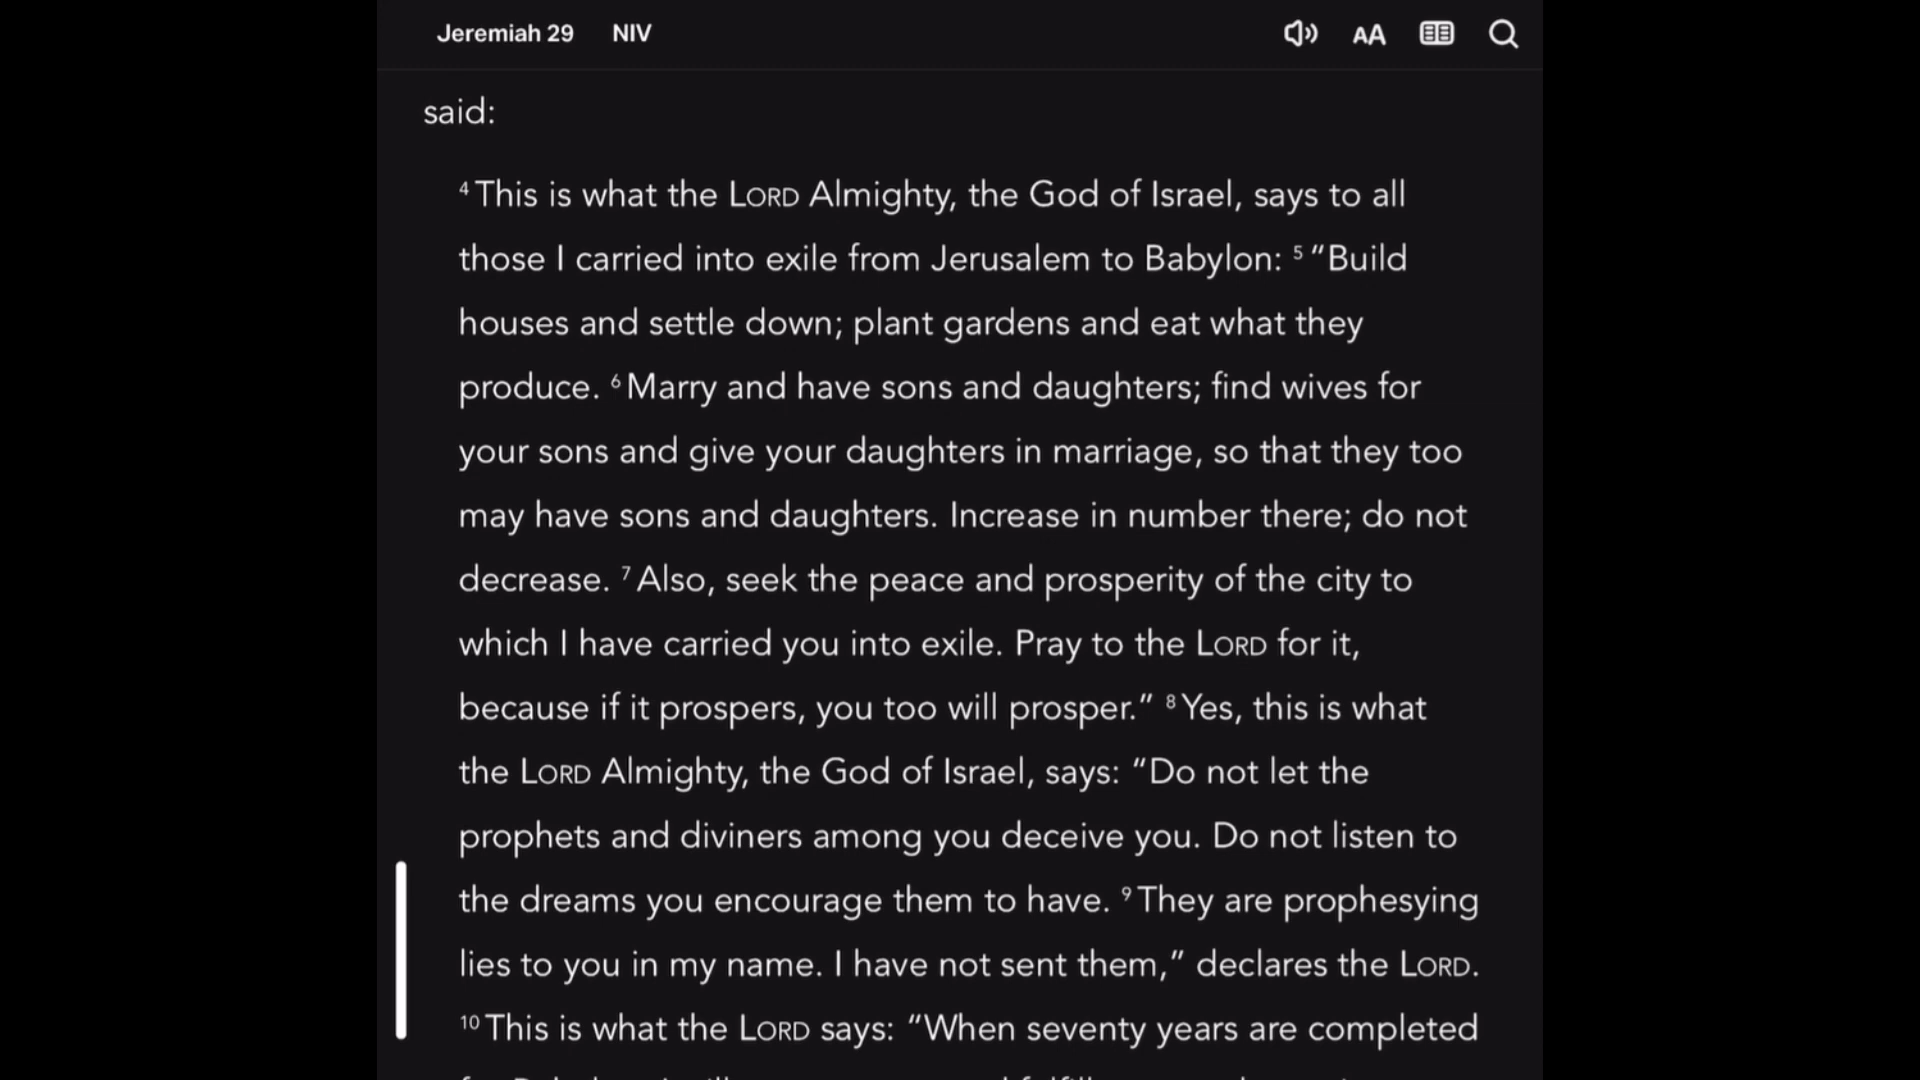 Jeremiah 29 NIV AA
said:
4 This is what the LORD Almighty, the God of Israel, says to all
those I carried into exile from Jerusalem to Babylon: 5 “Build
houses and settle down; plant gardens and eat what they
produce. 6 Marry and have sons and daughters; find wives for
your sons and give your daughters in marriage, so that they too
may have sons and daughters. Increase in number there; do not
decrease. 7 Also, seek the peace and prosperity of the city to
which I have carried you into exile. Pray to the LORD for it,
because if it prospers, you too will prosper.” 8 Yes, this is what
the LORD Almighty, the God of Israel, says: “Do not let the
prophets and diviners among you deceive you. Do not listen to
the dreams you encourage them to have. 9 They are prophesying
lies to you in my name. I have not sent them,” declares the LORD.
10 This is what the LORD says: “When seventy years are completed